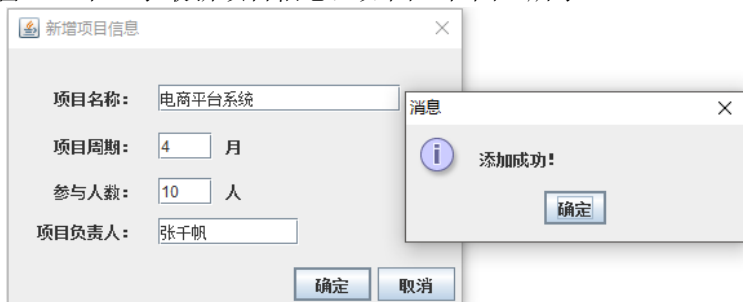 新增项目信息
项目名称： 电商平台系统
项目周期： 4 月
参与人数： 10 人
项目负责人： 张千帆
确定 取消
消息
添加成功！
确定